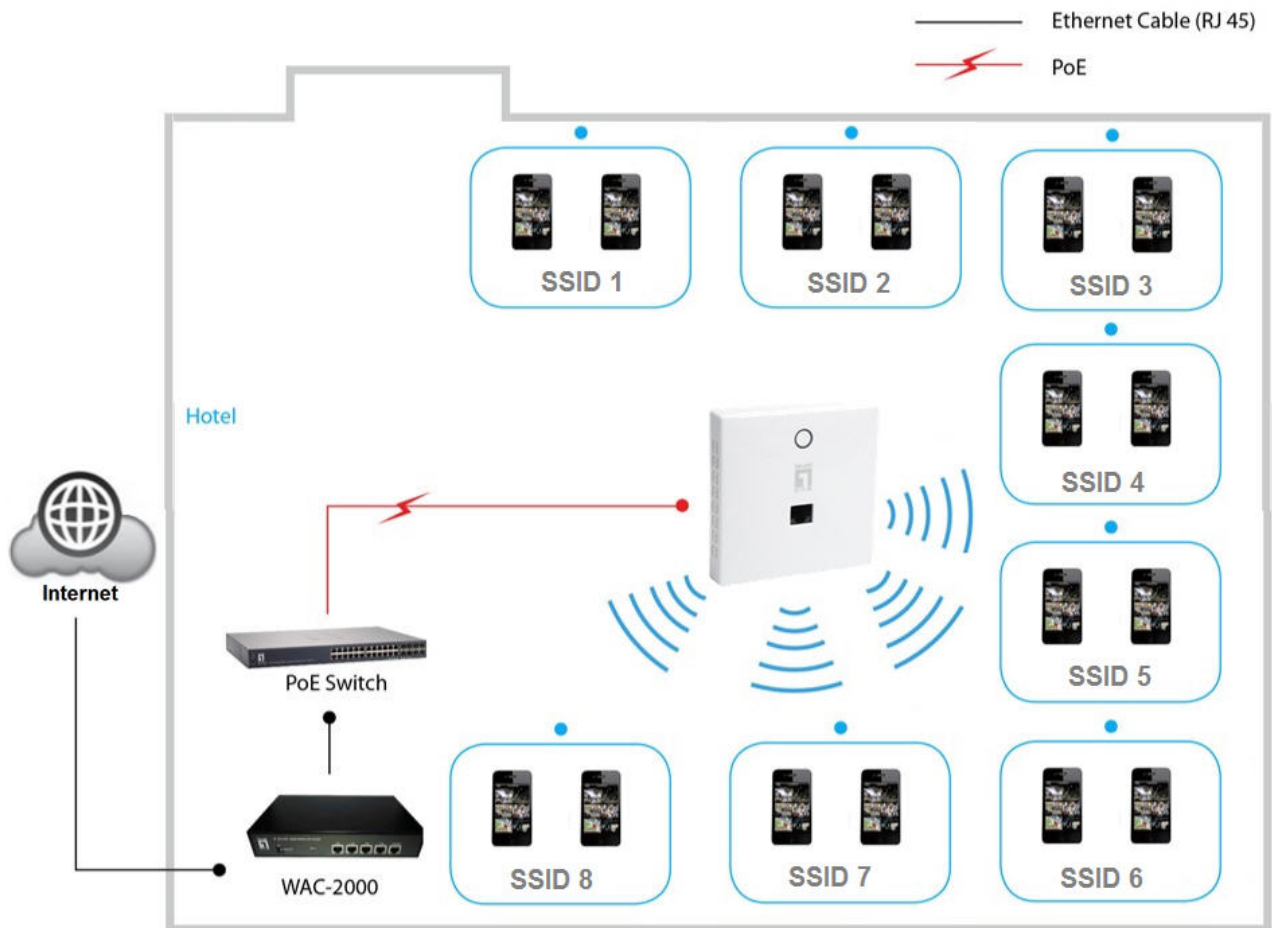 Ethernet Cable (RJ 45)
PoE
SSID 1
SSID 2
SSID 3
SSID 4
Hotel
Internet
PoE Switch
SSID 5
WAC-2000
SSID 8
SSID 7
SSID 6